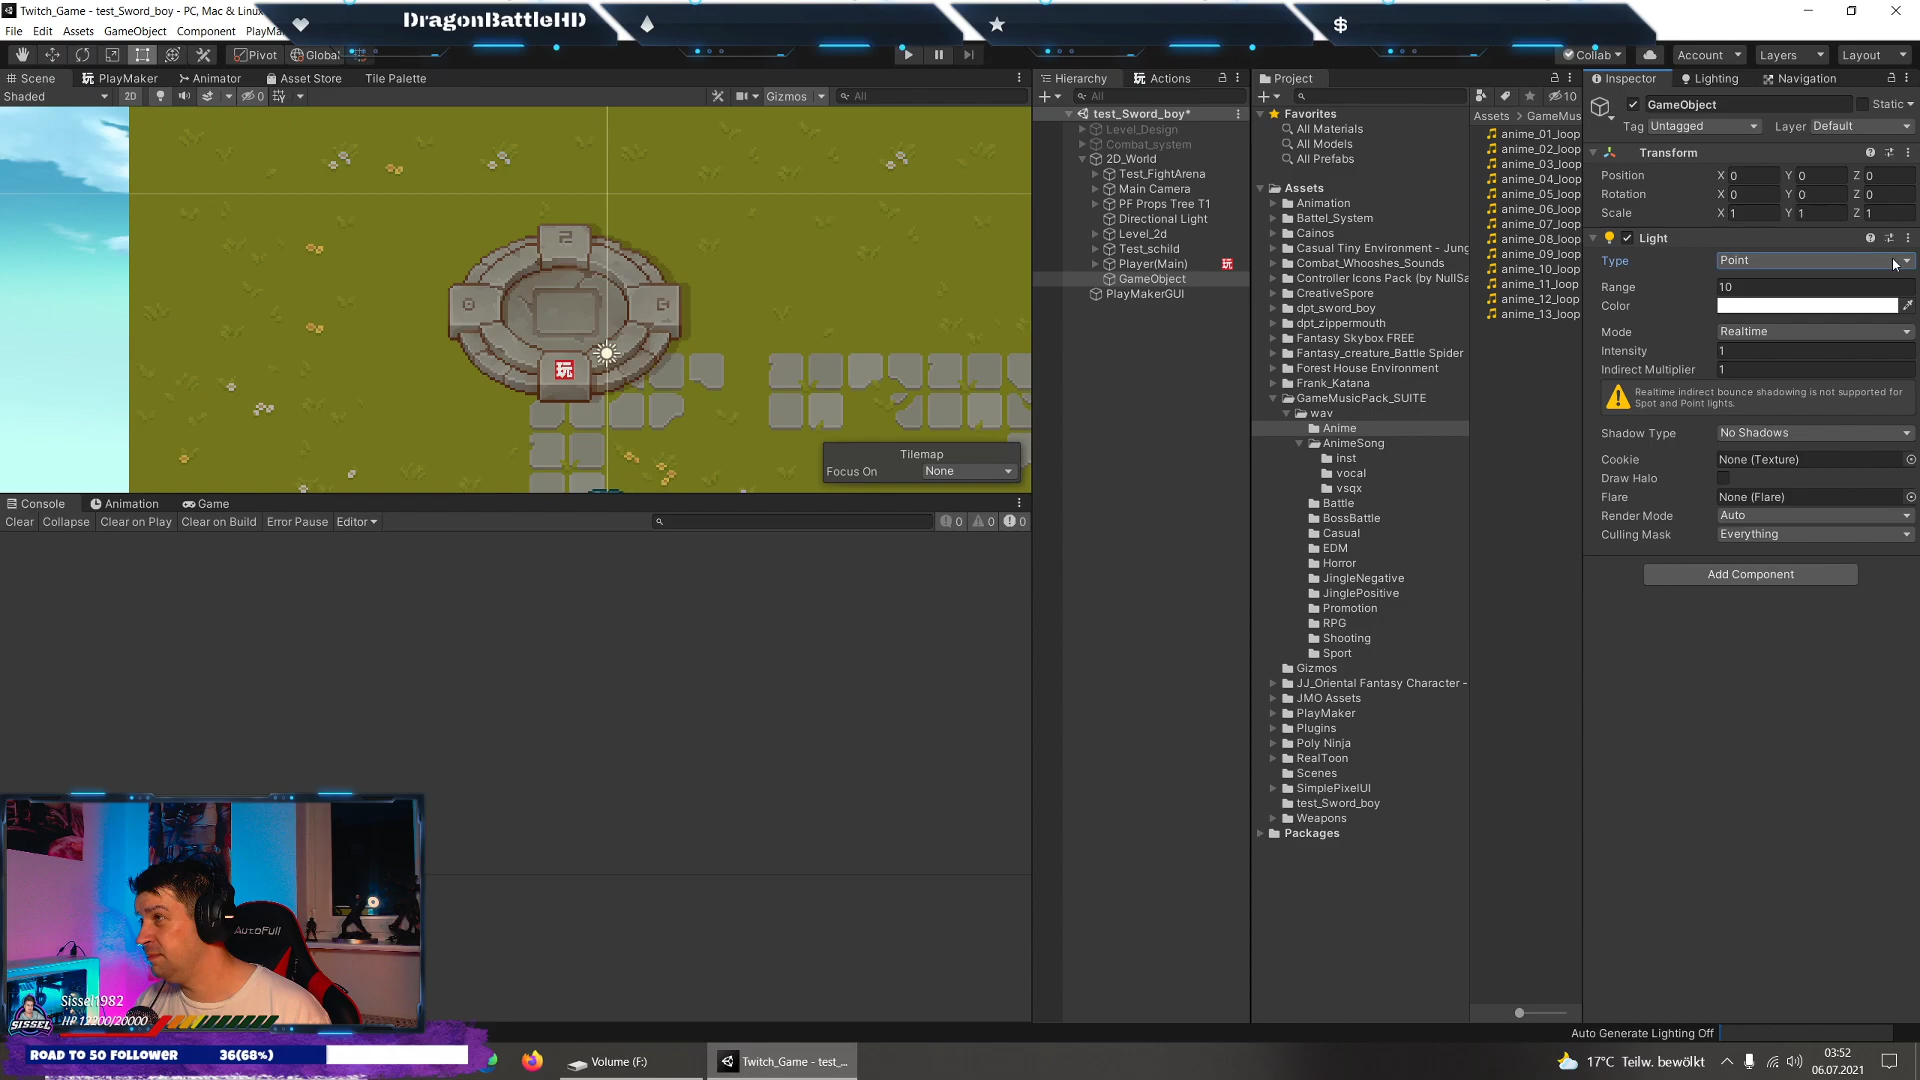 Twitch_Game - test_Sword_boy - PC, Mac & Linux
DragonBattleHD
$
File Edit Assets GameObject Component PlayMa
Pivot Global
Collab Account Layers Layout
Scene PlayMaker Animator Asset Store Tile Palette
Shaded 2D 0 Gizmos All
Tilemap
Focus On None
Console Animation Game
Clear Collapse Clear on Play Clear on Build Error Pause Editor 0 0 0
Hierarchy 玩 Actions
All
test_Sword_boy*
Level_Design
Combat_system
2D_World
Test_FightArena
Main Camera
PF Props Tree T1
Directional Light
Level_2d
Test_schild
Player(Main) 玩
GameObject
PlayMakerGUI
玩
Project
10
Favorites
All Materials
All Models
All Prefabs
Assets
Animation
Battel_System
Cainos
Casual Tiny Environment - Jung
Combat_Whooshes_Sounds
Controller Icons Pack (by NullSa
CreativeSpore
dpt_sword_boy
dpt_zippermouth
Fantasy Skybox FREE
Fantasy_creature_Battle Spider
Forest House Environment
Frank_Katana
GameMusicPack_SUITE
wav
Anime
AnimeSong
inst
vocal
vsqx
Battle
BossBattle
Casual
EDM
Horror
JingleNegative
JinglePositive
Promotion
RPG
Shooting
Sport
Gizmos
JJ_Oriental Fantasy Character -
JMO Assets
PlayMaker
Plugins
Poly Ninja
RealToon
Scenes
SimplePixelUI
test_Sword_boy
Weapons
Packages
Assets > GameMus
anime_01_loop
anime_02_loop
anime_03_loop
anime_04_loop
anime_05_loop
anime_06_loop
anime_07_loop
anime_08_loop
anime_09_loop
anime_10_loop
anime_11_loop
anime_12_loop
anime_13_loop
Inspector Lighting Navigation
GameObject Static
Tag Untagged Layer Default
Transform
Position X 0 Y 0 Z 0
Rotation X 0 Y 0 Z 0
Scale X 1 Y 1 Z 1
Light
Type Point
Range 10
Color
Mode Realtime
Intensity 1
Indirect Multiplier 1
Realtime indirect bounce shadowing is not supported for
Spot and Point lights.
Shadow Type No Shadows
Cookie None (Texture)
Draw Halo
Flare None (Flare)
Render Mode Auto
Culling Mask Everything
Add Component
Auto Generate Lighting Off
AutoFull
Sissel1982
HP 12200/20000
SISSEL
ROAD TO 50 FOLLOWER 36(68%)
Volume (F:)
Twitch_Game - test_...
17°C Teilw. bewölkt
03:52
06.07.2021